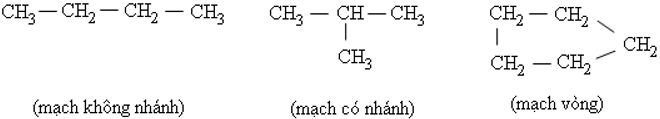 CH₃ — CH₂ — CH₂ — CH₃
(mạch không nhánh)
CH₃ — CH — CH₃
CH₃
(mạch có nhánh)
CH₂ — CH₂
CH₂
CH₂ — CH₂
(mạch vòng)